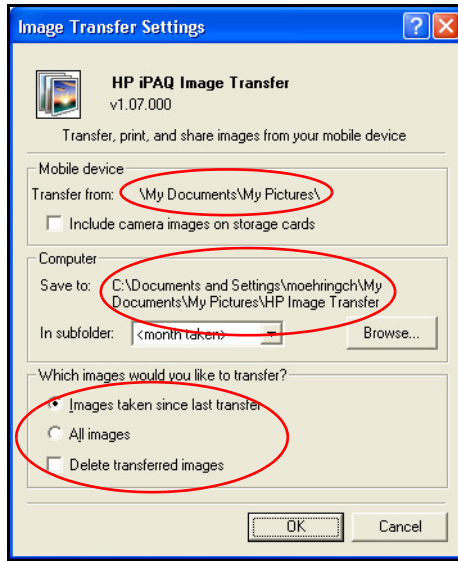 Image Transfer Settings
HP iPAQ Image Transfer
v1.07.000
Transfer, print, and share images from your mobile device
Mobile device
Transfer from: \My Documents\My Pictures\
Include camera images on storage cards
Computer
Save to: C:\Documents and Settings\moehringch\My
Documents\My Pictures\HP Image Transfer
In subfolder: <month taken> Browse...
Which images would you like to transfer?
Images taken since last transfer
All images
Delete transferred images
OK Cancel